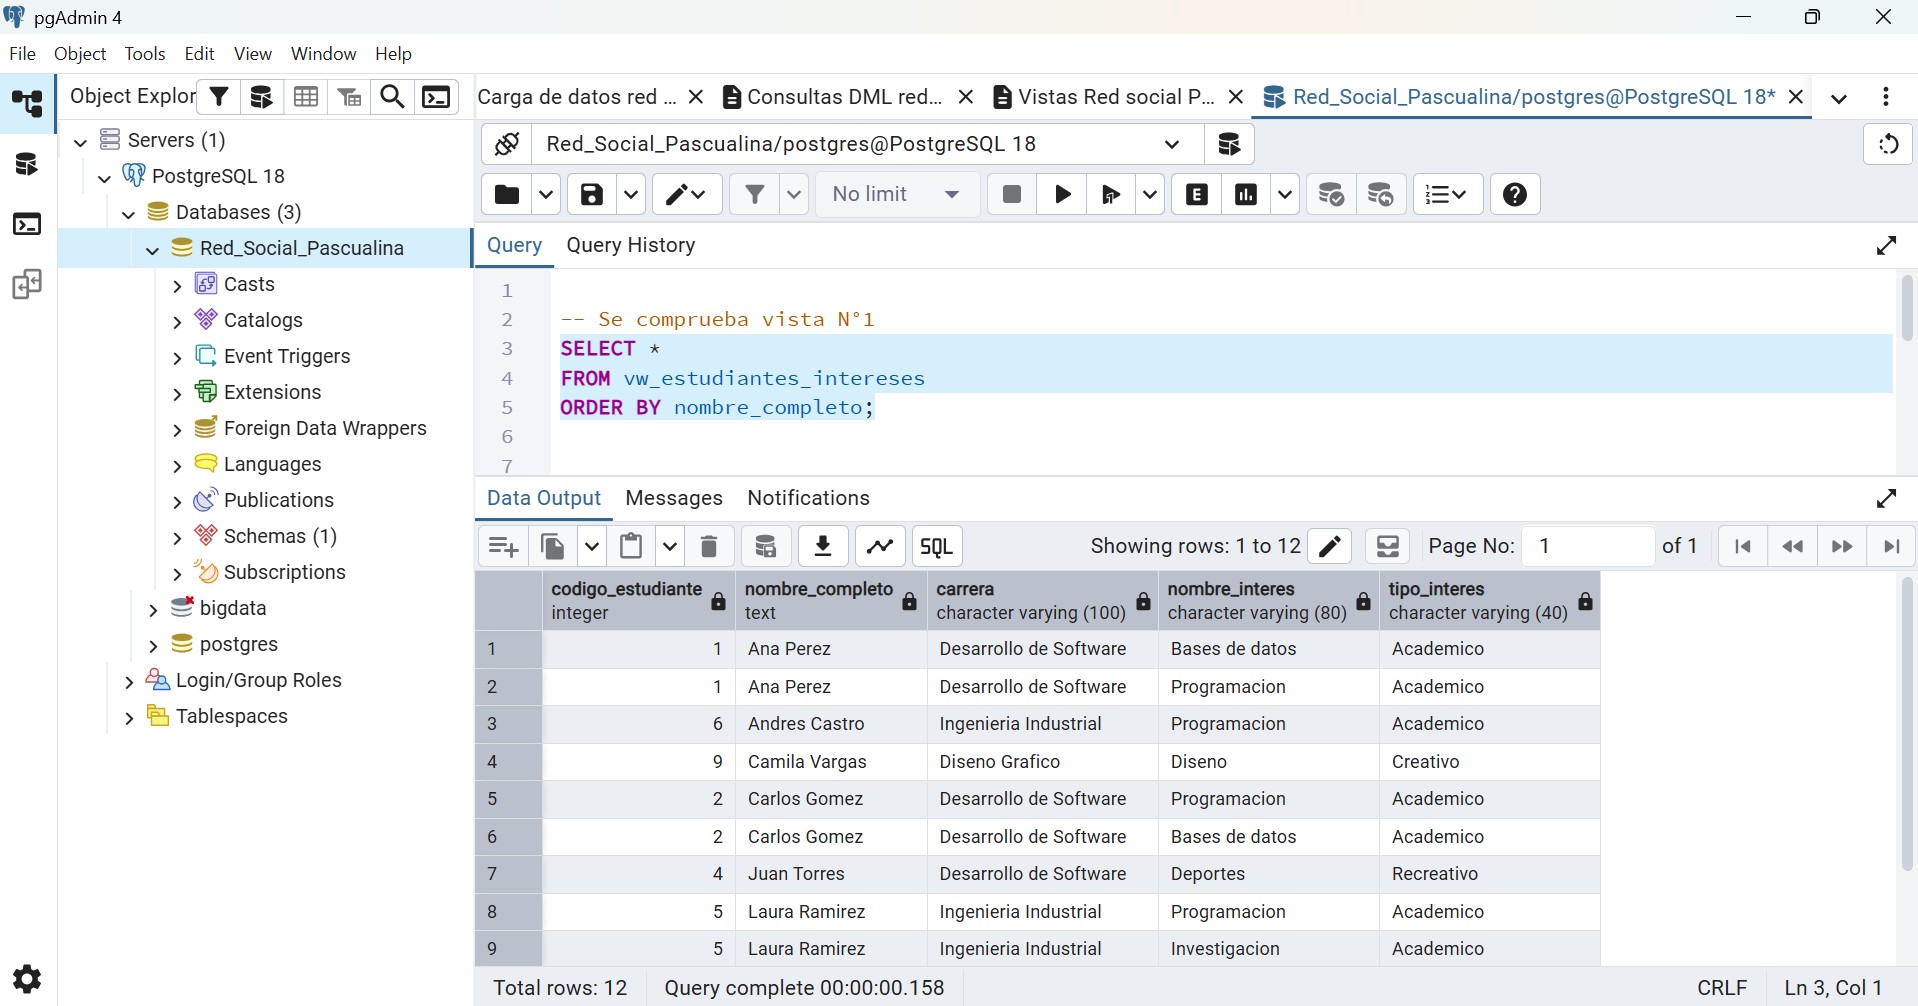 pgAdmin 4
File Object Tools Edit View Window Help
Object Explor
Carga de datos red ...
Consultas DML red...
Vistas Red social P...
Red_Social_Pascualina/postgres@PostgreSQL 18*
Servers (1)
PostgreSQL 18
Databases (3)
Red_Social_Pascualina
Casts
Catalogs
Event Triggers
Extensions
Foreign Data Wrappers
Languages
Publications
Schemas (1)
Subscriptions
bigdata
postgres
Login/Group Roles
Tablespaces
Red_Social_Pascualina/postgres@PostgreSQL 18
No limit
E
Query Query History
1
2 -- Se comprueba vista N°1
3 SELECT *
4 FROM vw_estudiantes_intereses
5 ORDER BY nombre_completo;
6
7
Data Output Messages Notifications
SQL
Showing rows: 1 to 12
Page No: 1 of 1
codigo_estudiante nombre_completo carrera nombre_interes tipo_interes
integer text character varying (100) character varying (80) character varying (40)
1 1 Ana Perez Desarrollo de Software Bases de datos Academico
2 1 Ana Perez Desarrollo de Software Programacion Academico
3 6 Andres Castro Ingenieria Industrial Programacion Academico
4 9 Camila Vargas Diseno Grafico Diseno Creativo
5 2 Carlos Gomez Desarrollo de Software Programacion Academico
6 2 Carlos Gomez Desarrollo de Software Bases de datos Academico
7 4 Juan Torres Desarrollo de Software Deportes Recreativo
8 5 Laura Ramirez Ingenieria Industrial Programacion Academico
9 5 Laura Ramirez Ingenieria Industrial Investigacion Academico
Total rows: 12 Query complete 00:00:00.158 CRLF Ln 3, Col 1